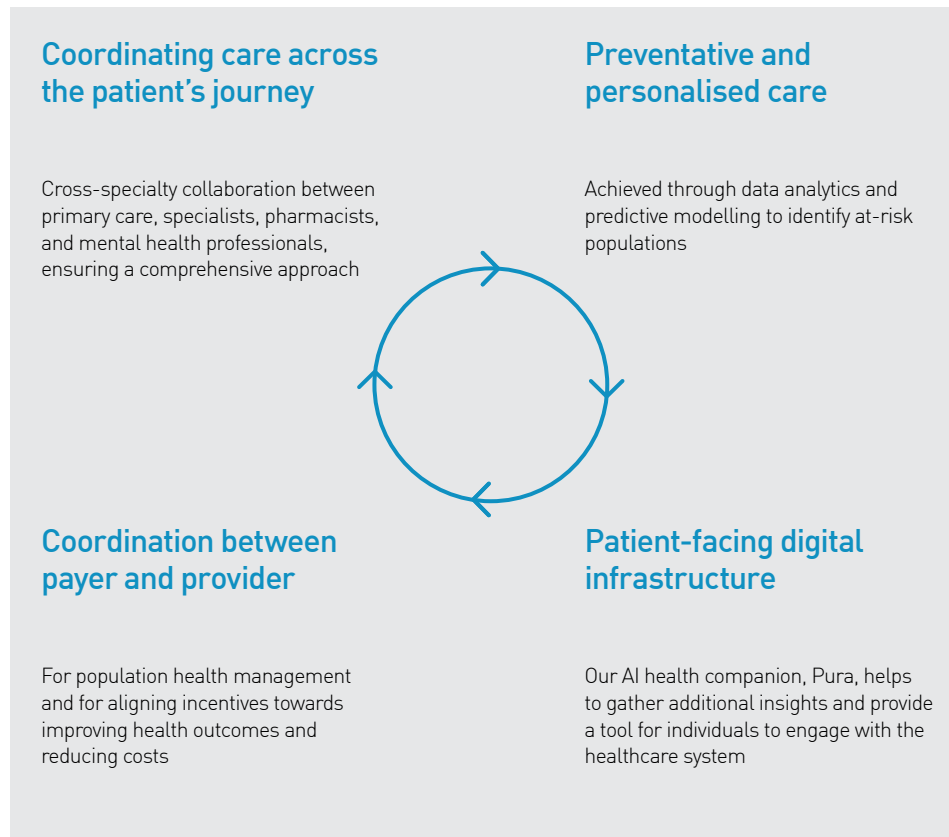 Coordinating care across
the patient's journey
Cross-specialty collaboration between
primary care, specialists, pharmacists,
and mental health professionals,
ensuring a comprehensive approach
Preventative and
personalised care
Achieved through data analytics and
predictive modelling to identify at-risk
populations
Coordination between
payer and provider
For population health management
and for aligning incentives towards
improving health outcomes and
reducing costs
Patient-facing digital
infrastructure
Our AI health companion, Pura, helps
to gather additional insights and provide
a tool for individuals to engage with the
healthcare system